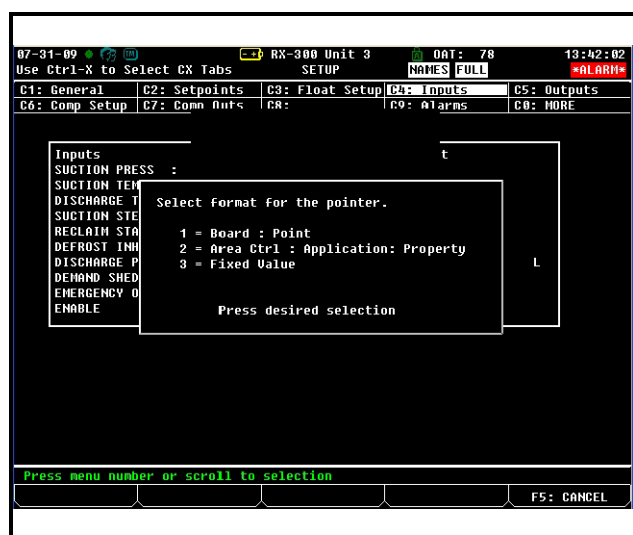 07-31-09 RX-300 Unit 3 OAT: 78 13:42:02
Use Ctrl-X to Select CX Tabs SETUP NAMES FULL *ALARM*
C1: General C2: Setpoints C3: Float Setup C4: Inputs C5: Outputs
C6: Comp Setup C7: Comp Outs C8: C9: Alarms C0: MORE
Inputs t
SUCTION PRESS :
SUCTION TEM
DISCHARGE T
SUCTION STE
RECLAIM STA
DEFROST INH
DISCHARGE P L
DEMAND SHED
EMERGENCY O
ENABLE
Select format for the pointer.
1 = Board : Point
2 = Area Ctrl : Application: Property
3 = Fixed Value
Press desired selection
Press menu number or scroll to selection
F5: CANCEL